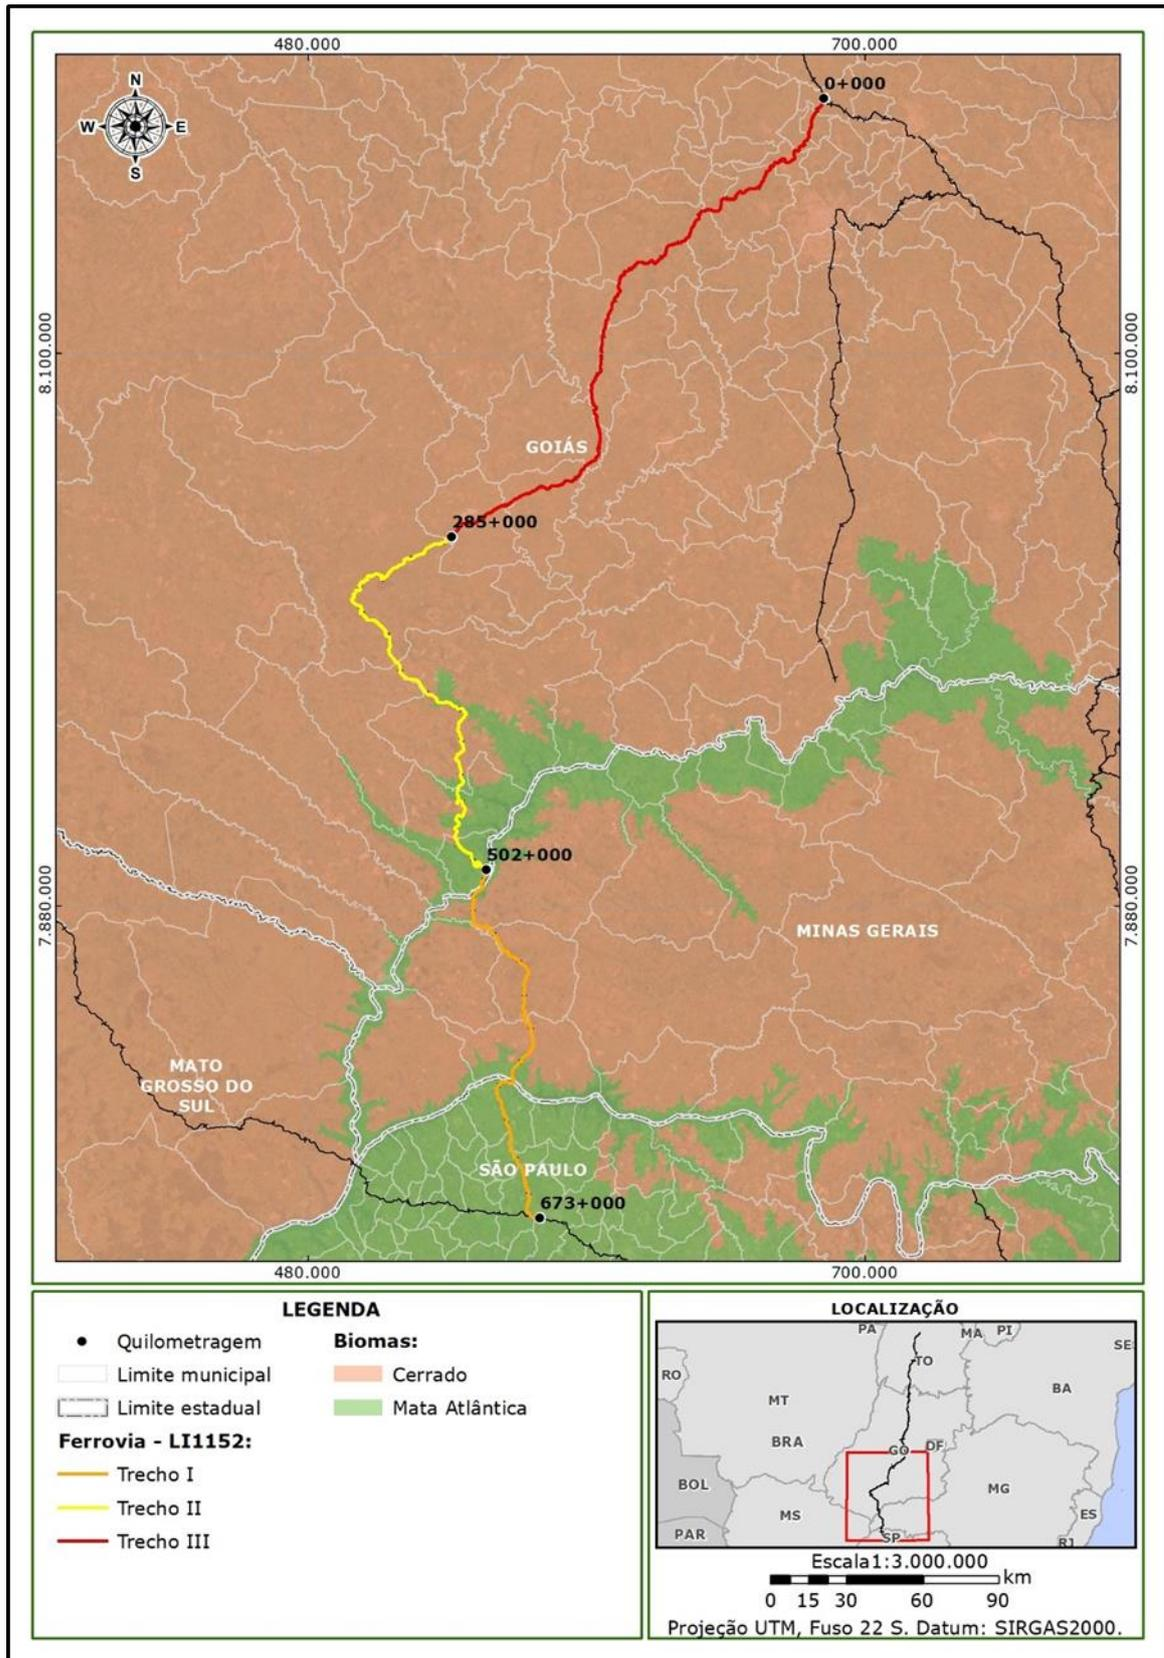 480.000
700.000
N
W
E
S
0+000
8.100.000
8.100.000
GOIÁS
285+000
502+000
7.880.000
7.880.000
MINAS GERAIS
MATO
GROSSO DO
SUL
SÃO PAULO
673+000
480.000
700.000
LEGENDA
Quilometragem
Limite municipal
Limite estadual
Ferrovia - LI1152:
Trecho I
Trecho II
Trecho III
Biomas:
Cerrado
Mata Atlântica
LOCALIZAÇÃO
PA
MA
PI
SE
RO
TO
MT
BA
BRA
GO
DF
BOL
MG
MS
ES
PAR
SP
RJ
Escala1:3.000.000
km
0 15 30 60 90
Projeção UTM, Fuso 22 S. Datum: SIRGAS2000.